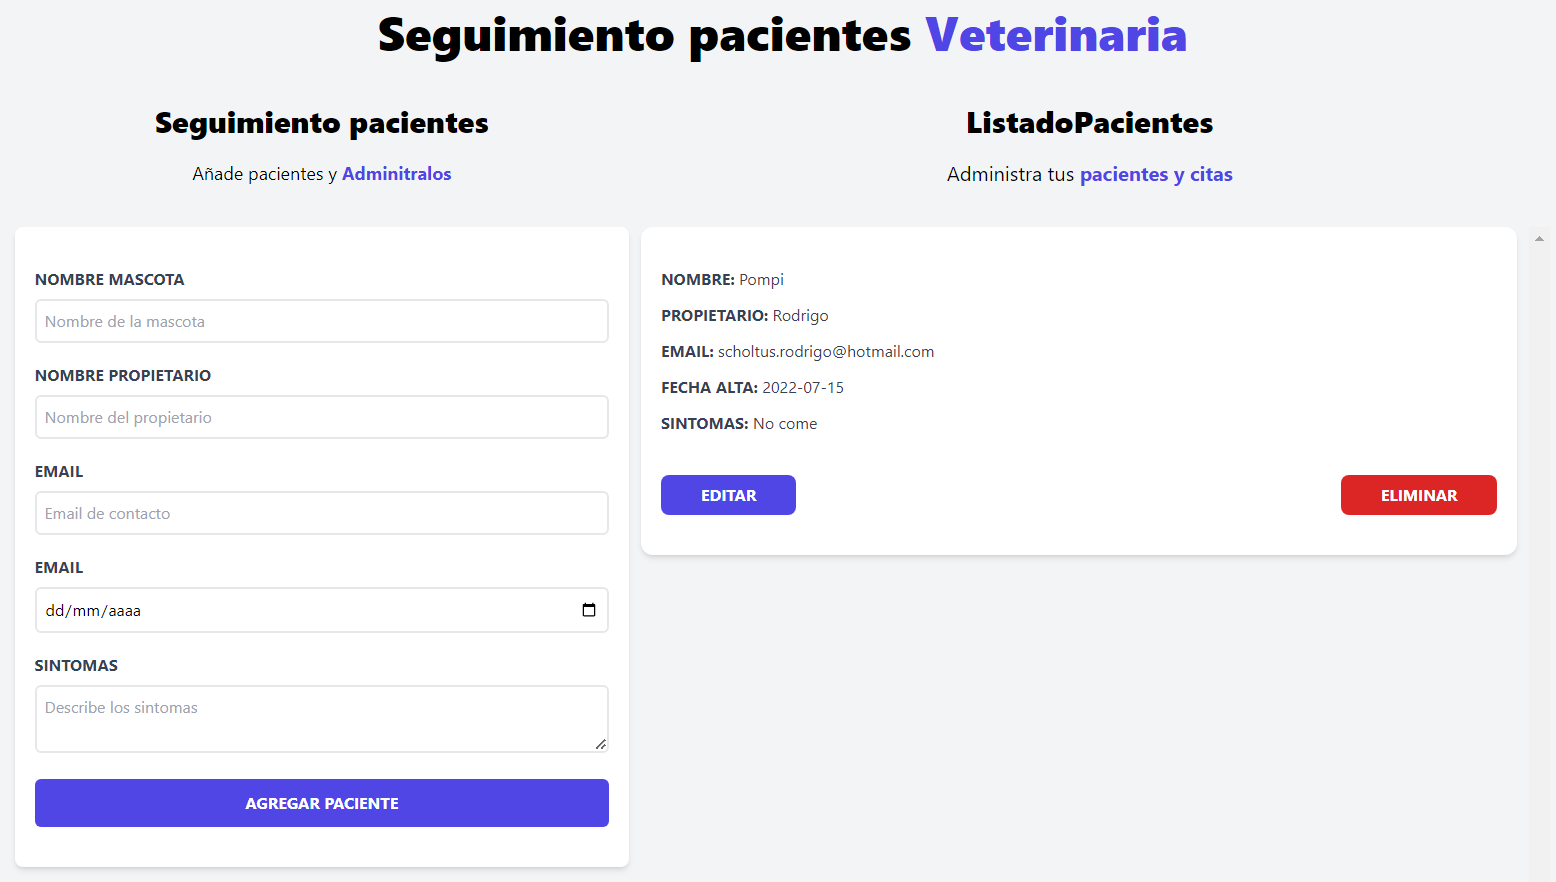 Seguimiento pacientes Veterinaria
Seguimiento pacientes
Añade pacientes y Adminitralos
NOMBRE MASCOTA
Nombre de la mascota
NOMBRE PROPIETARIO
Nombre del propietario
EMAIL
Email de contacto
EMAIL
dd/mm/aaaa
SINTOMAS
Describe los sintomas
AGREGAR PACIENTE
ListadoPacientes
Administra tus pacientes y citas
NOMBRE: Pompi
PROPIETARIO: Rodrigo
EMAIL: scholtus.rodrigo@hotmail.com
FECHA ALTA: 2022-07-15
SINTOMAS: No come
EDITAR
ELIMINAR